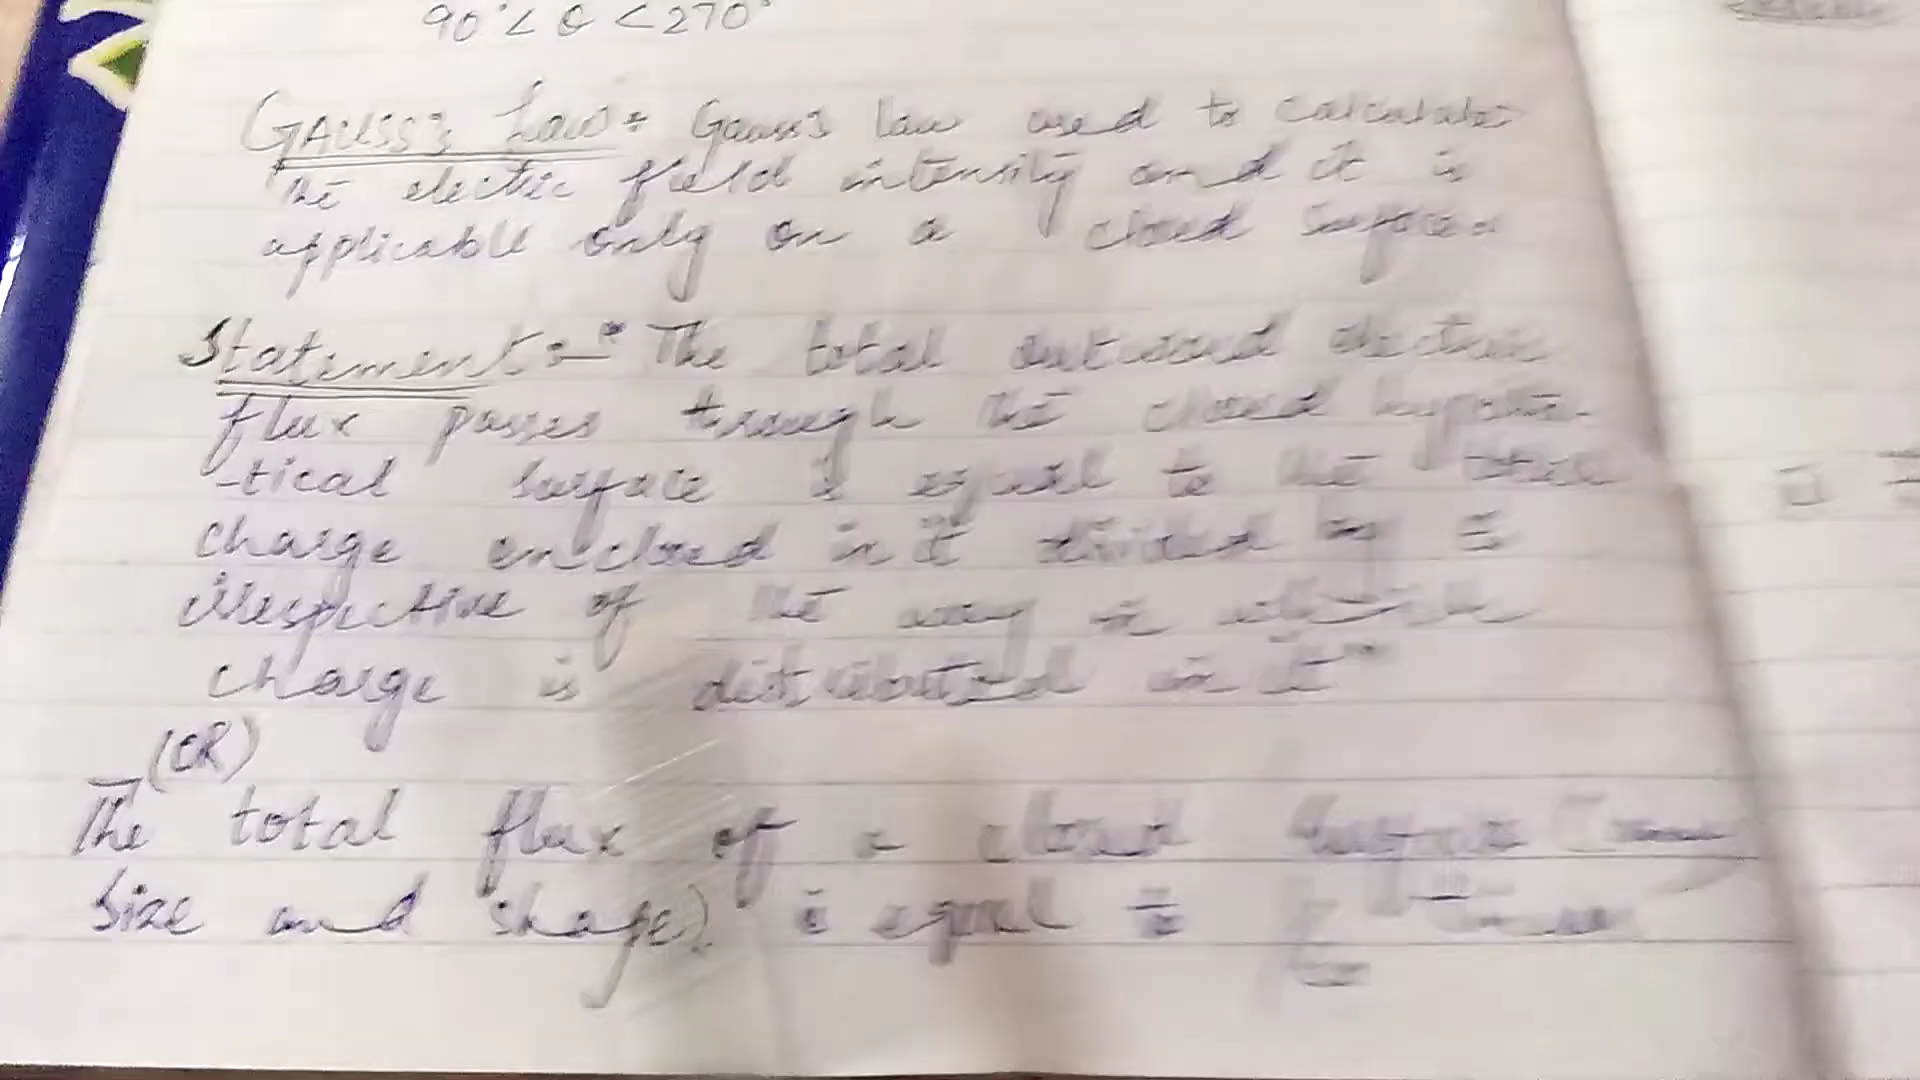 90° < θ < 270°
GAUSS's Law:- Gauss's law used to calculate
the electric field intensity and it is
applicable only on a closed surface
Statement:- "The total outward electric
flux passes through the closed hypothe-
-tical surface is equal to the total
charge enclosed in it divided by
irrespective of the way in which
charge is distributed in it"
(OR)
The total flux of a closed surface
size and shape) is equal to